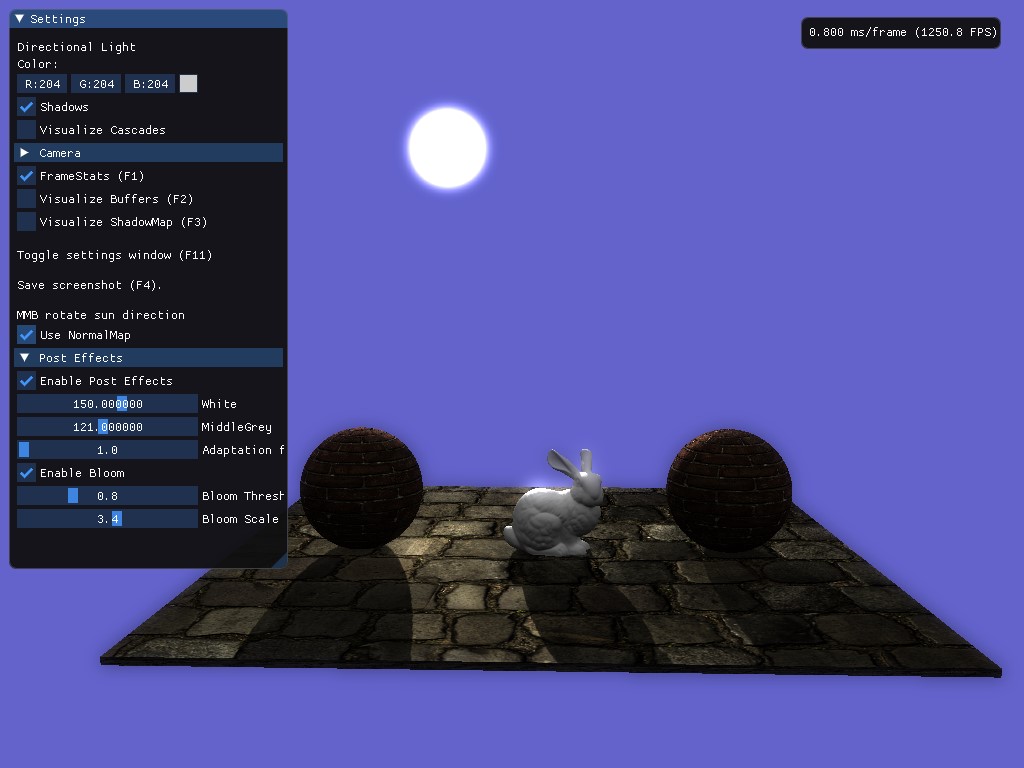 Settings
0.800 ms/frame (1250.8 FPS)
Directional Light
Color:
R:204 G:204 B:204
Shadows
Visualize Cascades
Camera
FrameStats (F1)
Visualize Buffers (F2)
Visualize ShadowMap (F3)
Toggle settings window (F11)
Save screenshot (F4).
MMB rotate sun direction
Use NormalMap
Post Effects
Enable Post Effects
150.000000 White
121.000000 MiddleGrey
1.0 Adaptation f
Enable Bloom
0.8 Bloom Thresh
3.4 Bloom Scale